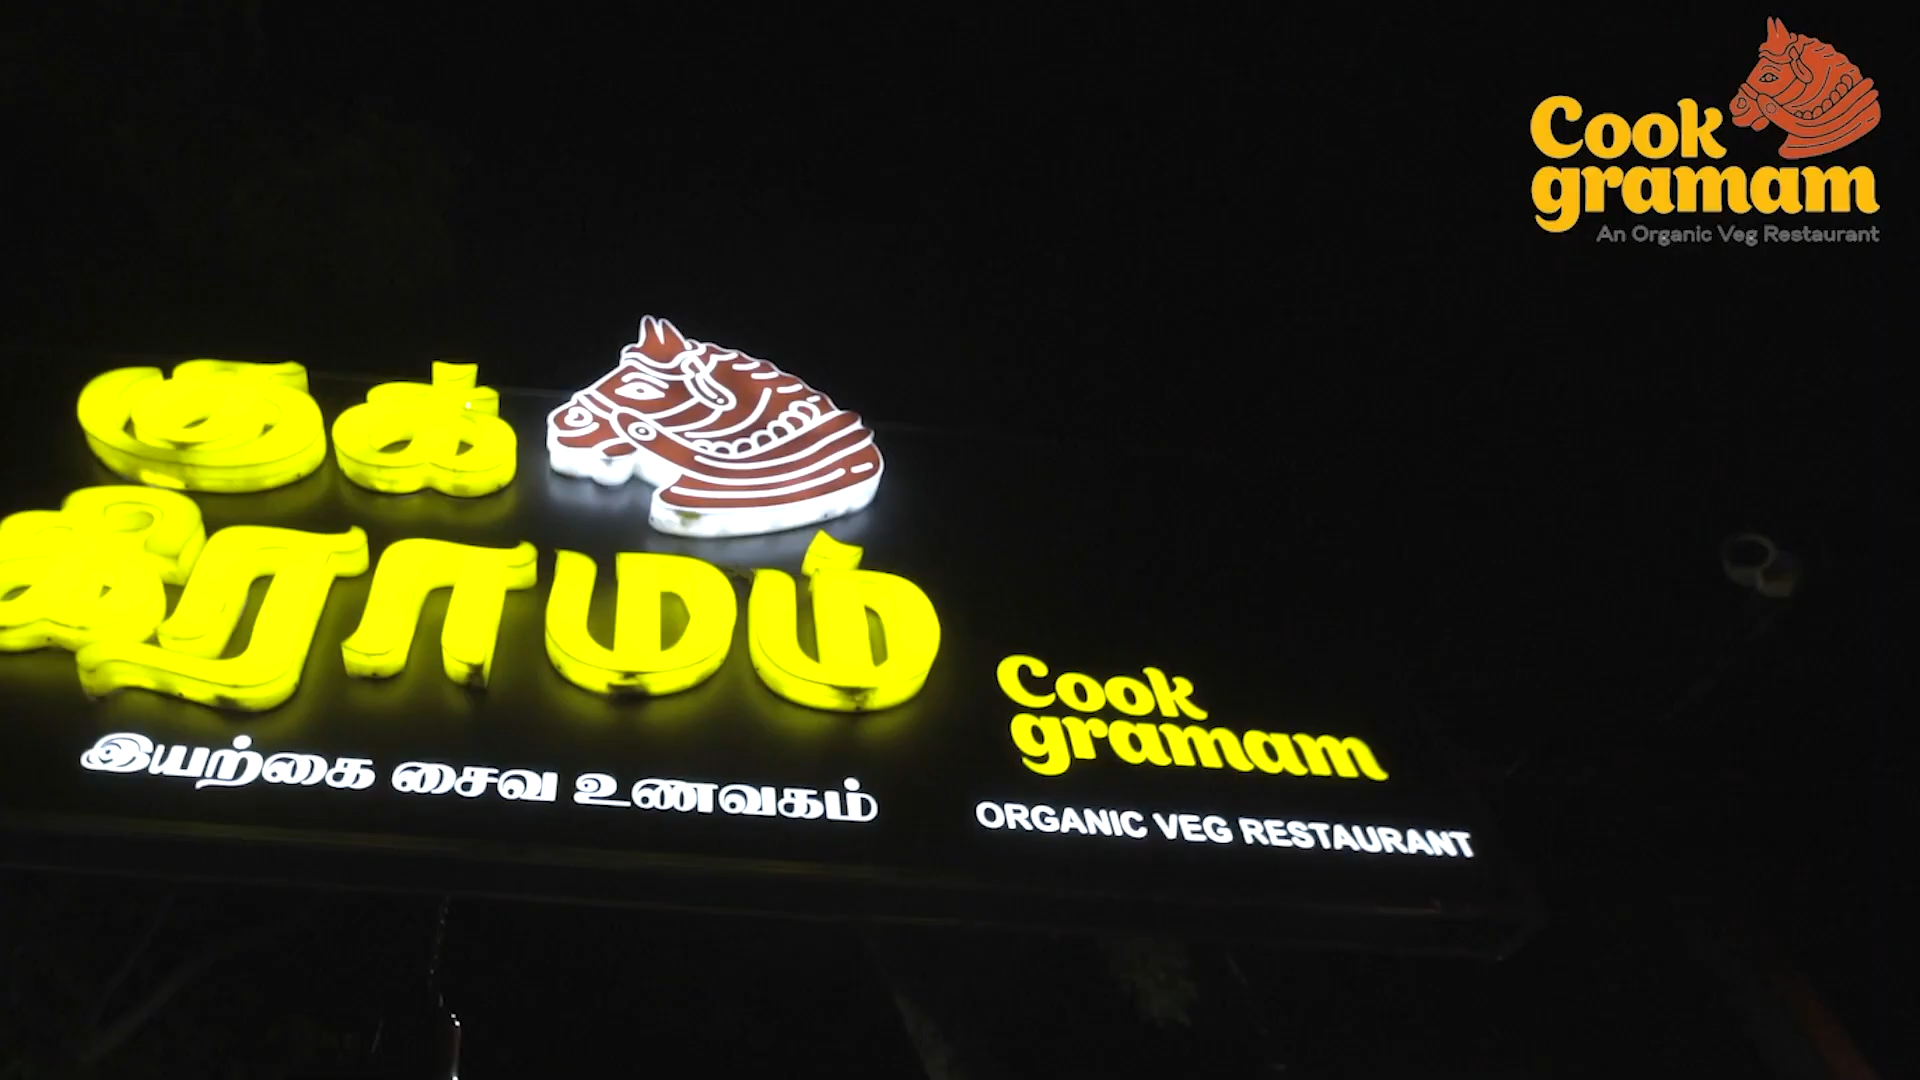 Cook
gramam
An Organic Veg Restaurant
குக்
கிராமம்
இயற்கை சைவ உணவகம்
Cook
gramam
ORGANIC VEG RESTAURANT